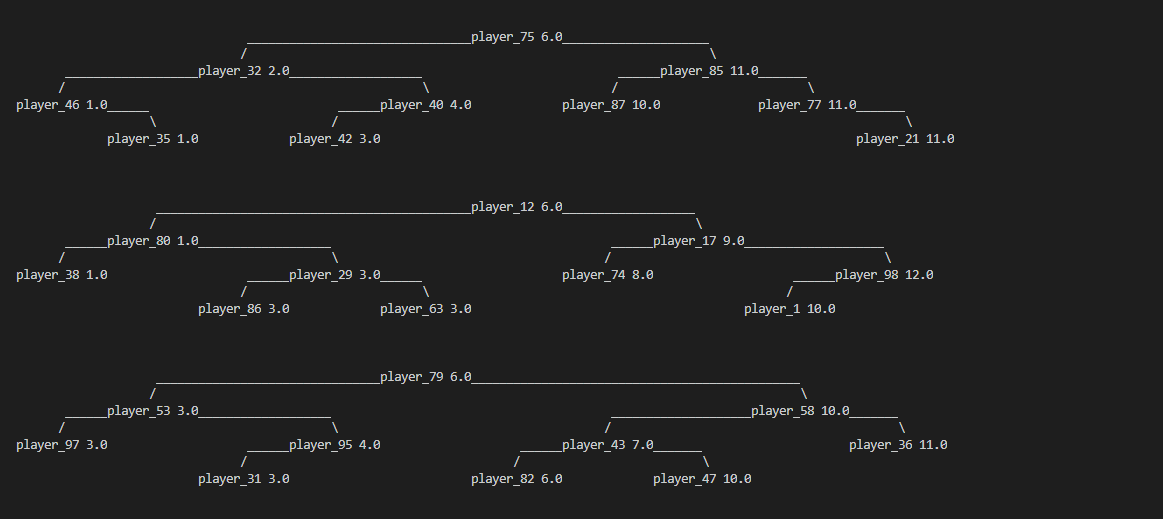 player_75 6.0
player_32 2.0 player_85 11.0
player_46 1.0 player_40 4.0 player_87 10.0 player_77 11.0
player_35 1.0 player_42 3.0 player_21 11.0
player_12 6.0
player_80 1.0 player_17 9.0
player_38 1.0 player_29 3.0 player_74 8.0 player_98 12.0
player_86 3.0 player_63 3.0 player_1 10.0
player_79 6.0
player_53 3.0 player_58 10.0
player_97 3.0 player_95 4.0 player_43 7.0 player_36 11.0
player_31 3.0 player_82 6.0 player_47 10.0